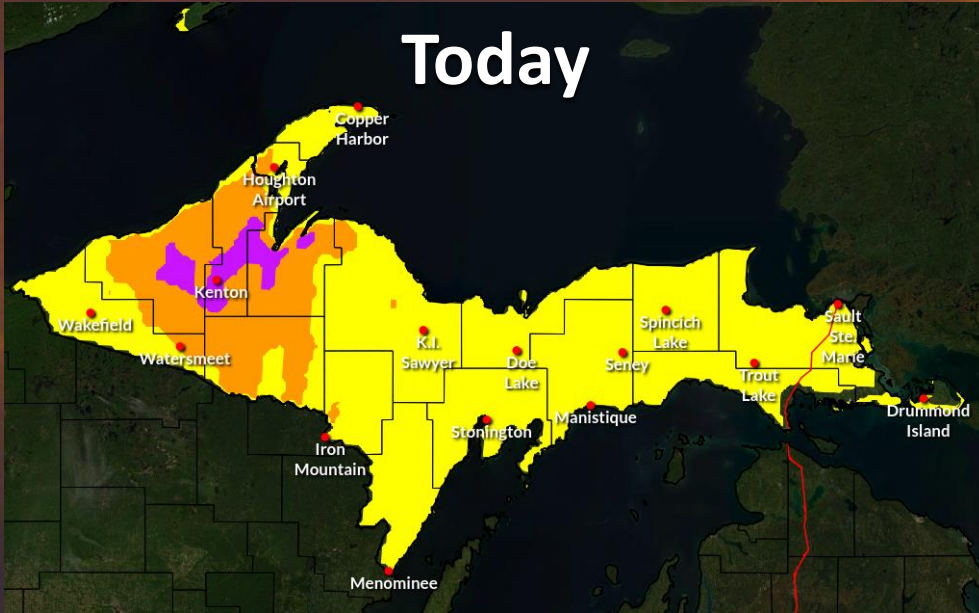 Today
Copper
Harbor
Houghton
Airport
Kenton
Wakefield
Watersmeet
K.I.
Sawyer
Doe
Lake
Seney
Spincich
Lake
Sault
Ste.
Marie
Trout
Lake
Drummond
Island
Manistique
Stonington
Iron
Mountain
Menominee